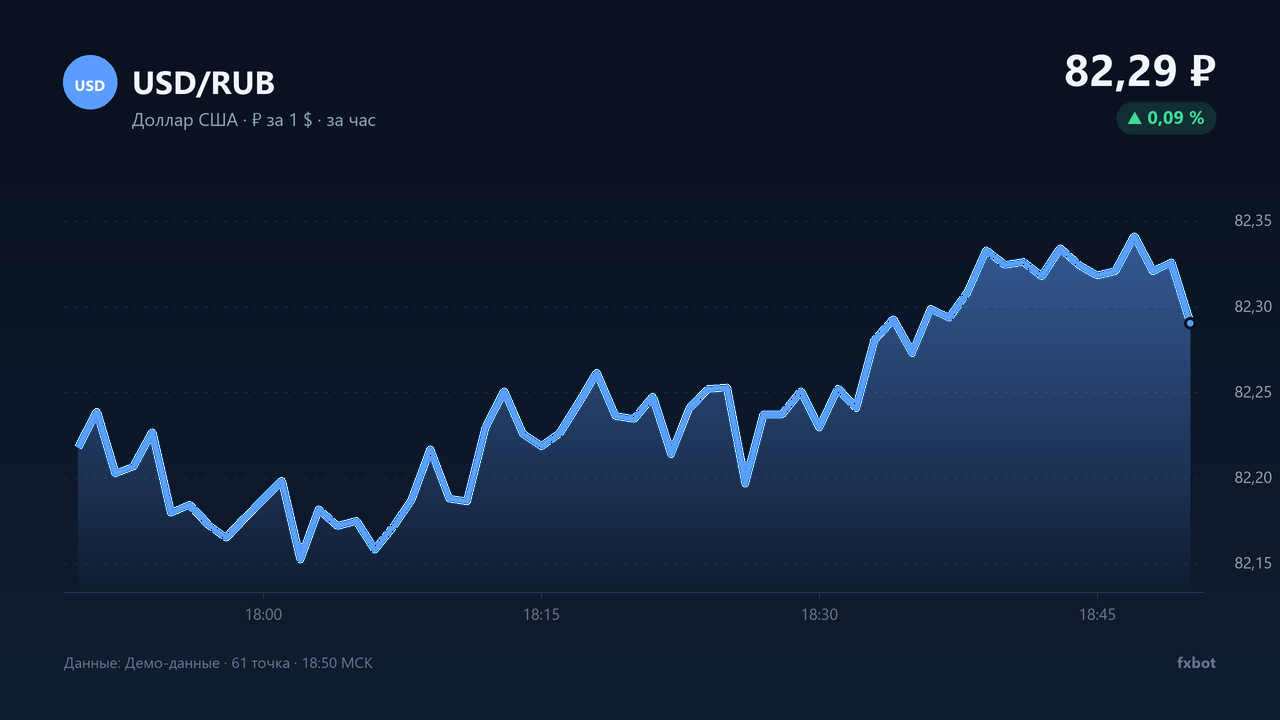 USD
USD/RUB
Доллар США · ₽ за 1 $ · за час
82,29 ₽
▲ 0,09 %
82,35
82,30
82,25
82,20
82,15
18:00 18:15 18:30 18:45
Данные: Демо-данные · 61 точка · 18:50 МСК
fxbot